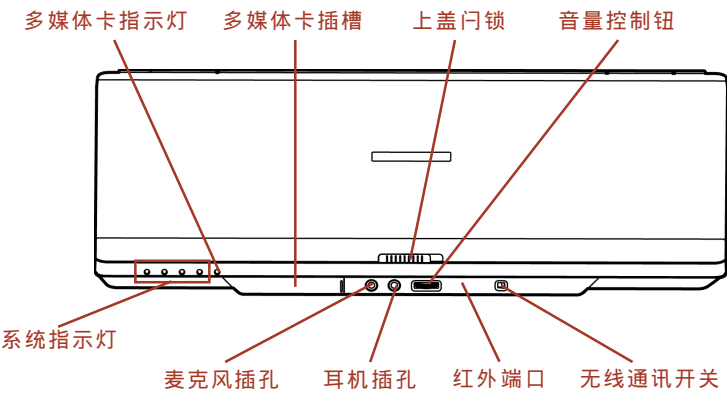 多媒体卡指示灯
多媒体卡插槽
上盖闩锁
音量控制钮
系统指示灯
麦克风插孔
耳机插孔
红外端口
无线通讯开关